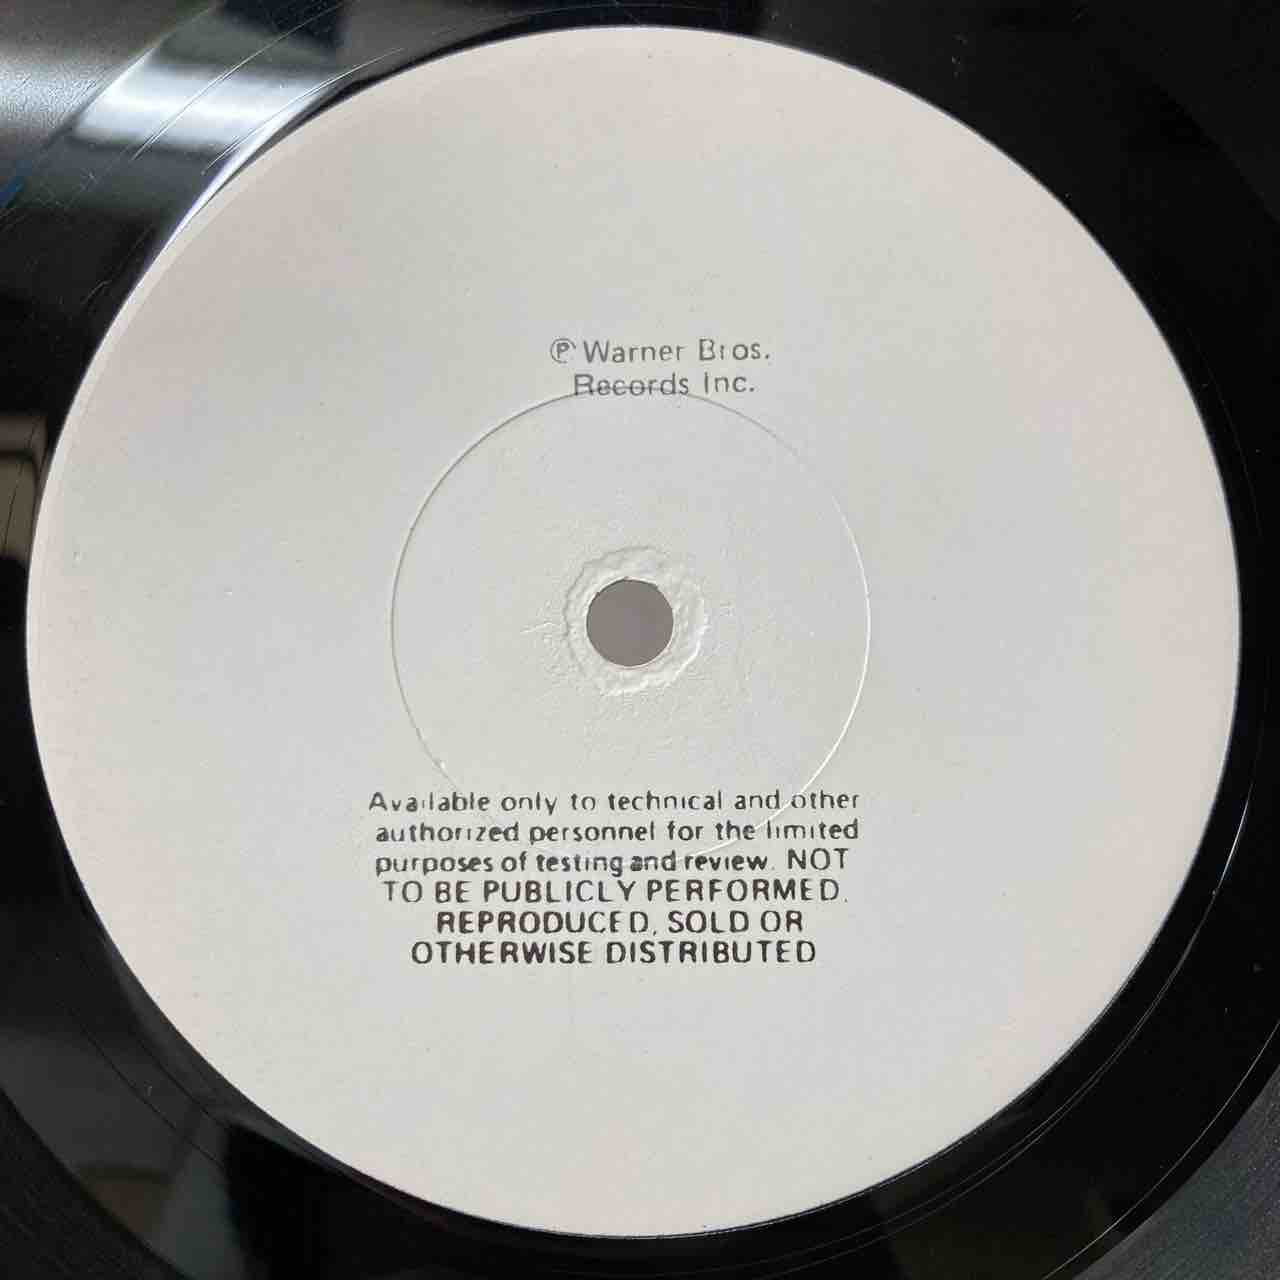 ℗ Warner Bros.
Records Inc.
Available only to technical and other
authorized personnel for the limited
purposes of testing and review. NOT
TO BE PUBLICLY PERFORMED.
REPRODUCED, SOLD OR
OTHERWISE DISTRIBUTED